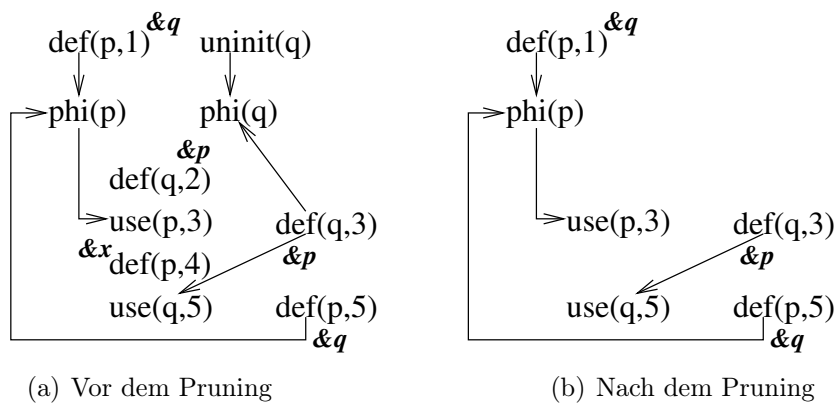 def(p,1) &q uninit(q) def(p,1) &q
phi(p) phi(q) phi(p)
&p
def(q,2)
use(p,3) def(q,3) use(p,3) def(q,3)
&x def(p,4) &p &p
use(q,5) def(p,5) use(q,5) def(p,5)
&q &q
(a) Vor dem Pruning (b) Nach dem Pruning